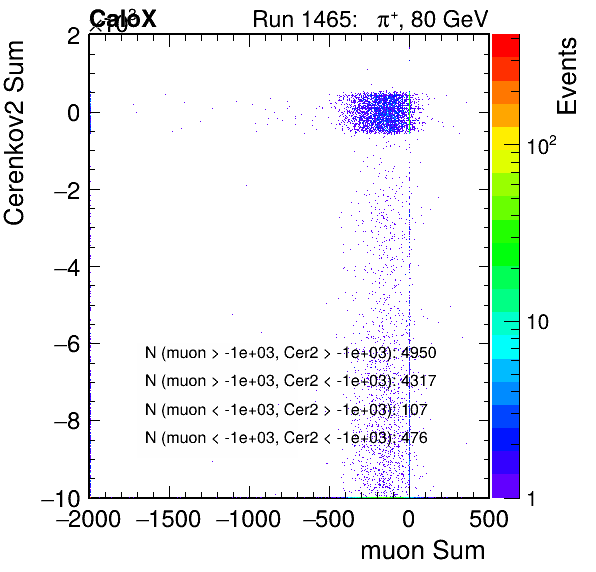 CaloX
Run 1465: π⁺, 80 GeV
×10³
2
0
−2
−4
−6
−8
−10
Cerenkov2 Sum
N (muon > -1e+03, Cer2 > -1e+03): 4950
N (muon > -1e+03, Cer2 < -1e+03): 4317
N (muon < -1e+03, Cer2 > -1e+03): 107
N (muon < -1e+03, Cer2 < -1e+03): 476
−2000 −1500 −1000 −500 0 500
muon Sum
Events
10²
10
1